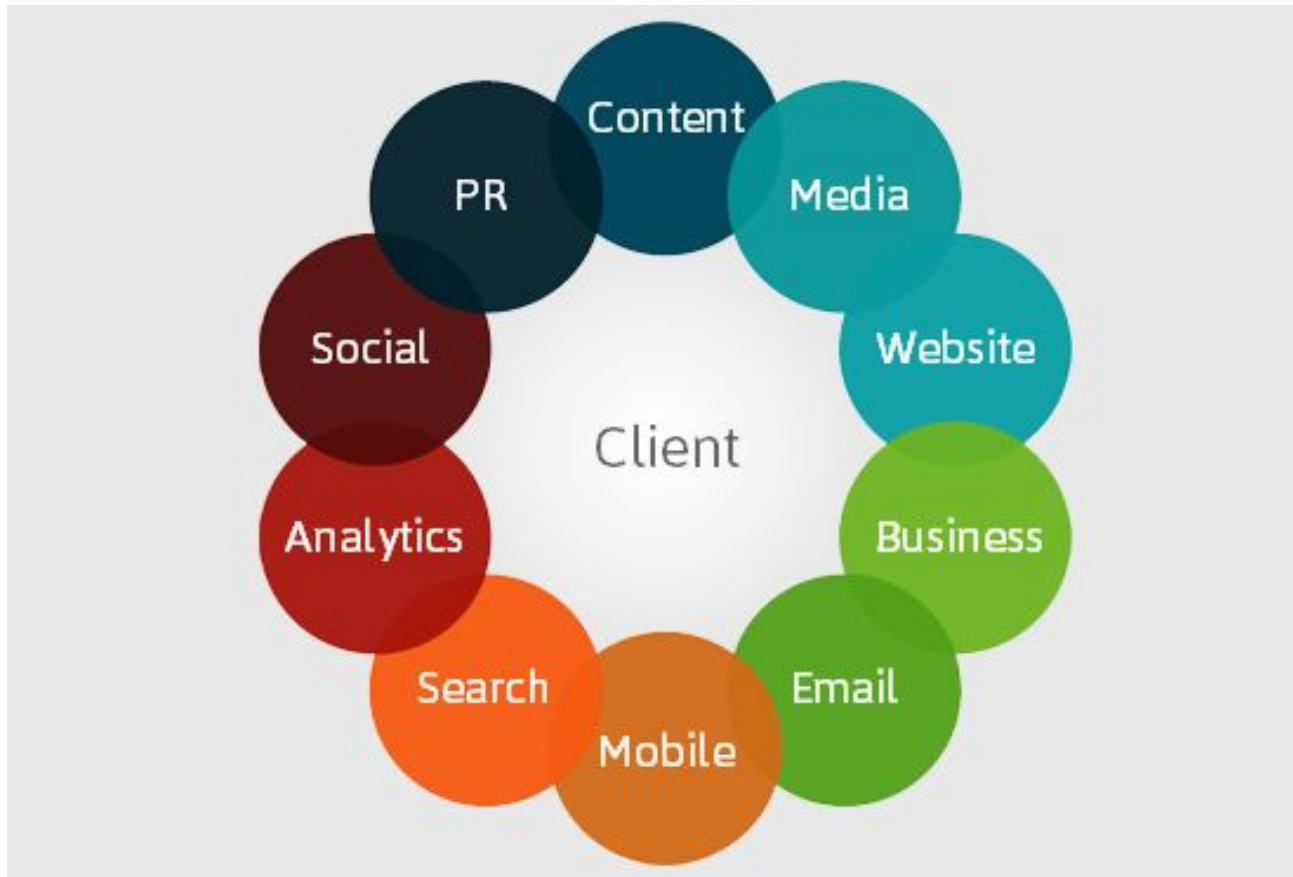 Content
PR
Media
Social
Website
Client
Analytics
Business
Search
Email
Mobile